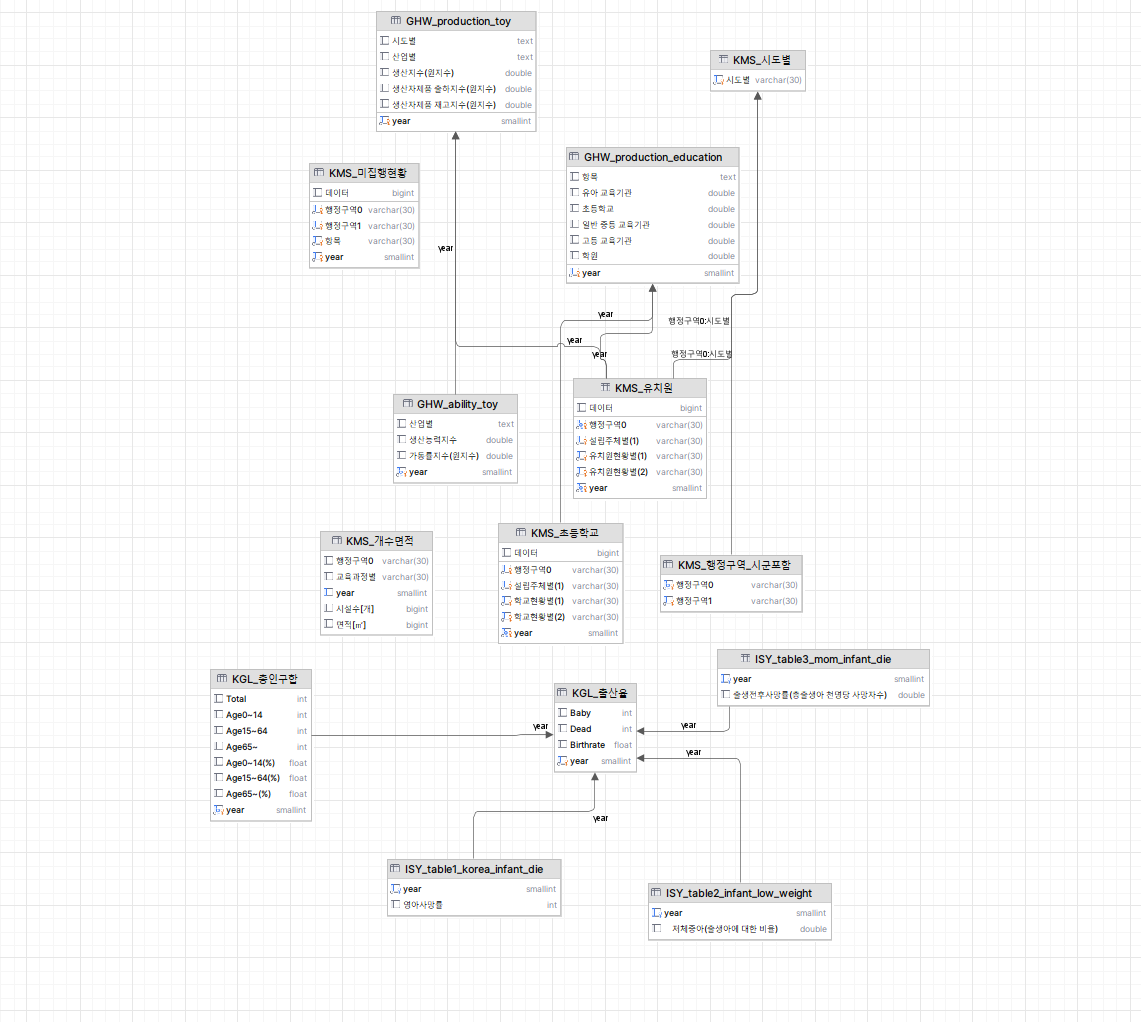 GHW_production_toy
시도별 text
산업별 text
생산지수(원지수) double
생산자제품 출하지수(원지수) double
생산자제품 재고지수(원지수) double
year smallint
KMS_시도별
시도별 varchar(30)
GHW_production_education
항목 text
유아 교육기관 double
초등학교 double
일반 중등 교육기관 double
고등 교육기관 double
학원 double
year smallint
KMS_미집행현황
데이터 bigint
행정구역0 varchar(30)
행정구역1 varchar(30)
항목 varchar(30)
year smallint
year
year
행정구역0:시도별
year
year
행정구역0:시도별
KMS_유치원
데이터 bigint
행정구역0 varchar(30)
설립주체별(1) varchar(30)
유치원현황별(1) varchar(30)
유치원현황별(2) varchar(30)
year smallint
GHW_ability_toy
산업별 text
생산능력지수 double
가동률지수(원지수) double
year smallint
KMS_개수면적
행정구역0 varchar(30)
교육과정별 varchar(30)
year smallint
시설수[개] bigint
면적[㎡] bigint
KMS_초등학교
데이터 bigint
행정구역0 varchar(30)
설립주체별(1) varchar(30)
학교현황별(1) varchar(30)
학교현황별(2) varchar(30)
year smallint
KMS_행정구역_시군포함
행정구역0 varchar(30)
행정구역1 varchar(30)
ISY_table3_mom_infant_die
year smallint
출생전후사망률(총출생아 천명당 사망자수) double
KGL_총인구합
Total int
Age0~14 int
Age15~64 int
Age65~ int
Age0~14(%) float
Age15~64(%) float
Age65~(%) float
year smallint
KGL_출산율
Baby int
Dead int
Birthrate float
year smallint
year
year
year
year
ISY_table1_korea_infant_die
year smallint
영아사망률 int
ISY_table2_infant_low_weight
year smallint
저체중아(출생아에 대한 비율) double